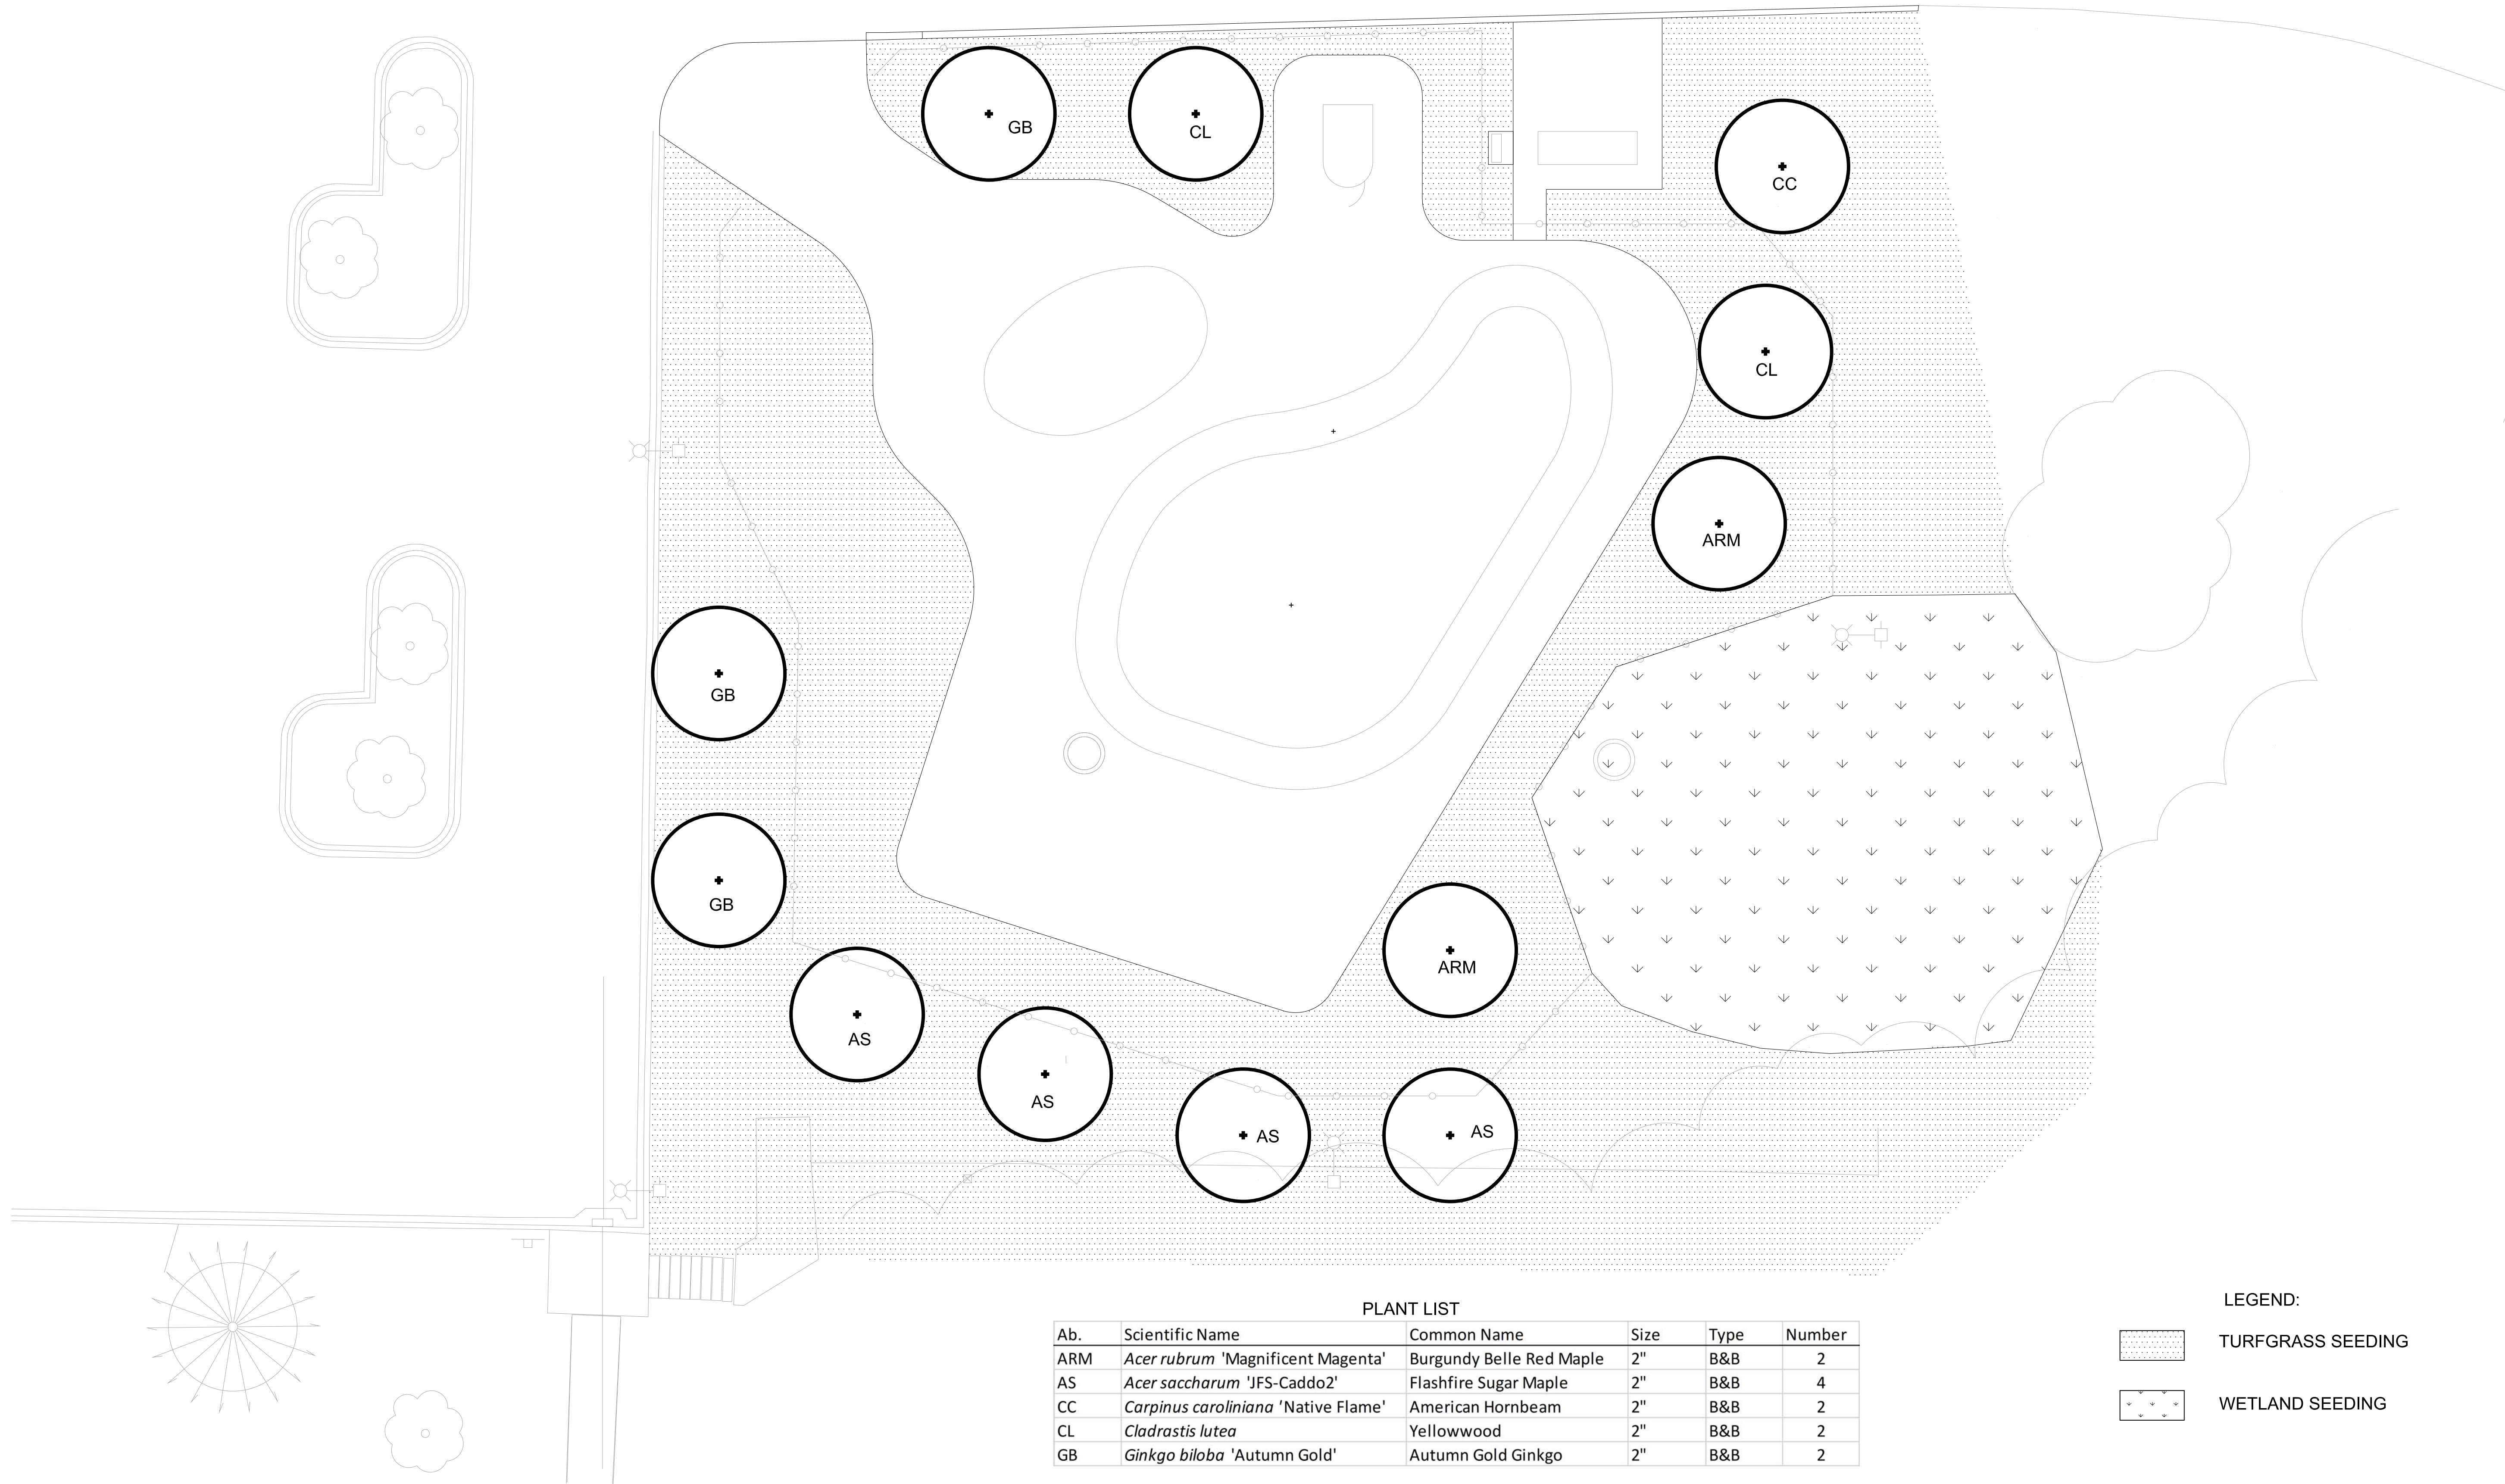 GB
CL
CC
CL
ARM
GB
GB
ARM
AS
AS
AS
AS
PLANT LIST
Ab. Scientific Name Common Name Size Type Number
ARM Acer rubrum 'Magnificent Magenta' Burgundy Belle Red Maple 2" B&B 2
AS Acer saccharum 'JFS-Caddo2' Flashfire Sugar Maple 2" B&B 4
CC Carpinus caroliniana 'Native Flame' American Hornbeam 2" B&B 2
CL Cladrastis lutea Yellowwood 2" B&B 2
GB Ginkgo biloba 'Autumn Gold' Autumn Gold Ginkgo 2" B&B 2
LEGEND:
TURFGRASS SEEDING
WETLAND SEEDING